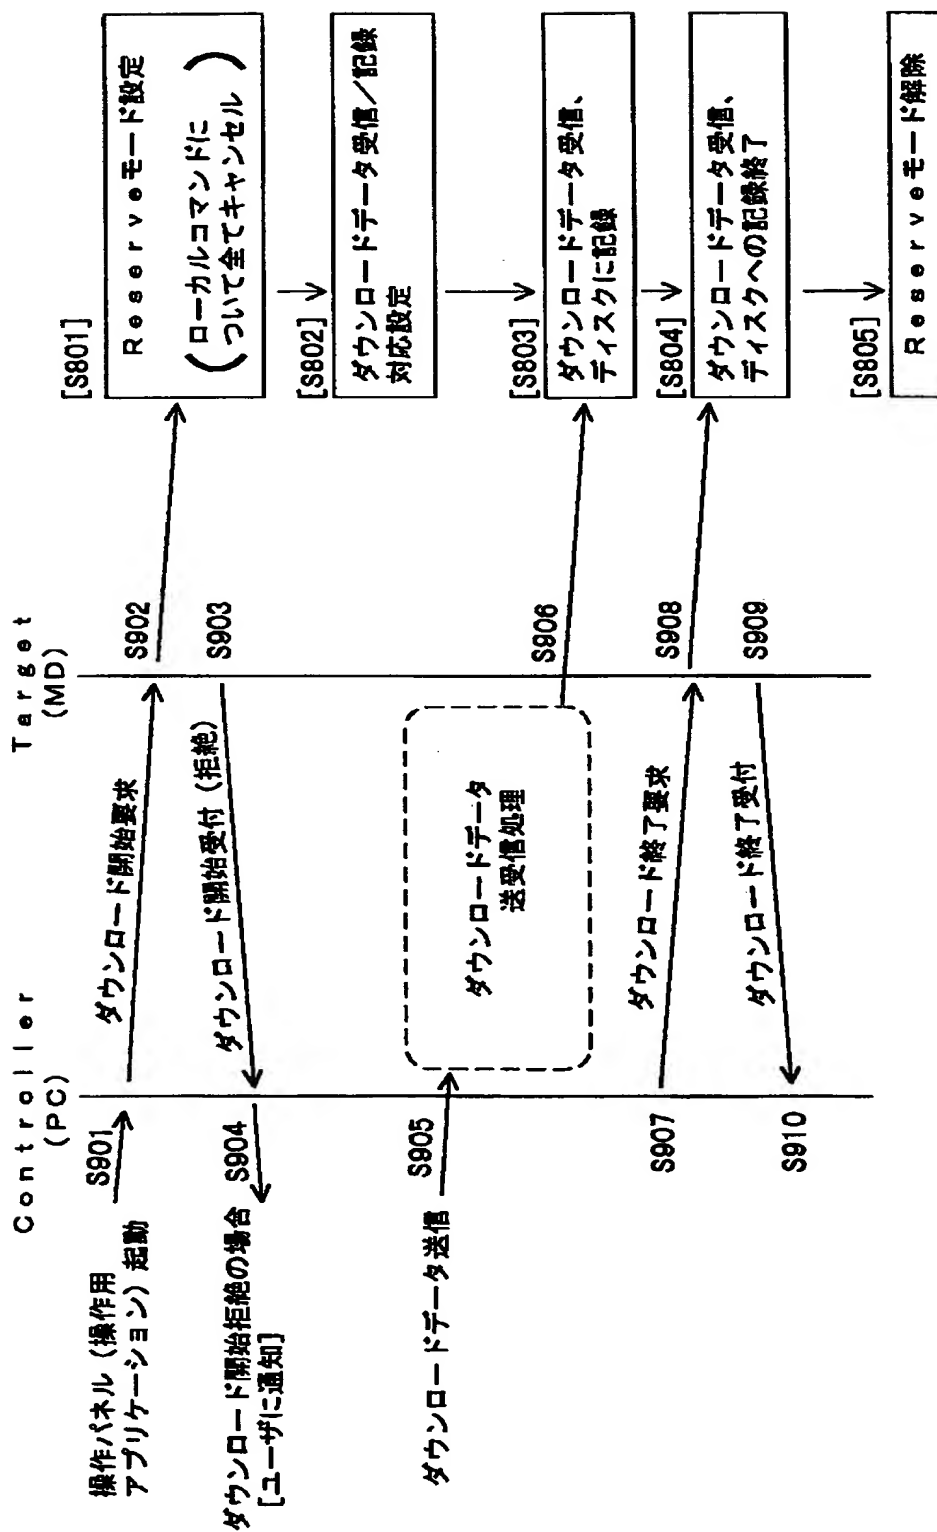 Controller
(PC)
Target
(MD)
操作パネル（操作用
アプリケーション）起動
S901
ダウンロード開始要求
S902
[S801]
Reserveモード設定
（ローカルコマンドに
ついて全てキャンセル）
S903
ダウンロード開始受付（拒絶）
S904
ダウンロード開始拒絶の場合
[ユーザに通知]
[S802]
ダウンロードデータ受信／記録
対応設定
ダウンロードデータ送信
S905
ダウンロードデータ
送受信処理
S906
[S803]
ダウンロードデータ受信、
ディスクに記録
S907
ダウンロード終了要求
S908
[S804]
ダウンロードデータ受信、
ディスクへの記録終了
S909
ダウンロード終了受付
S910
[S805]
Reserveモード解除